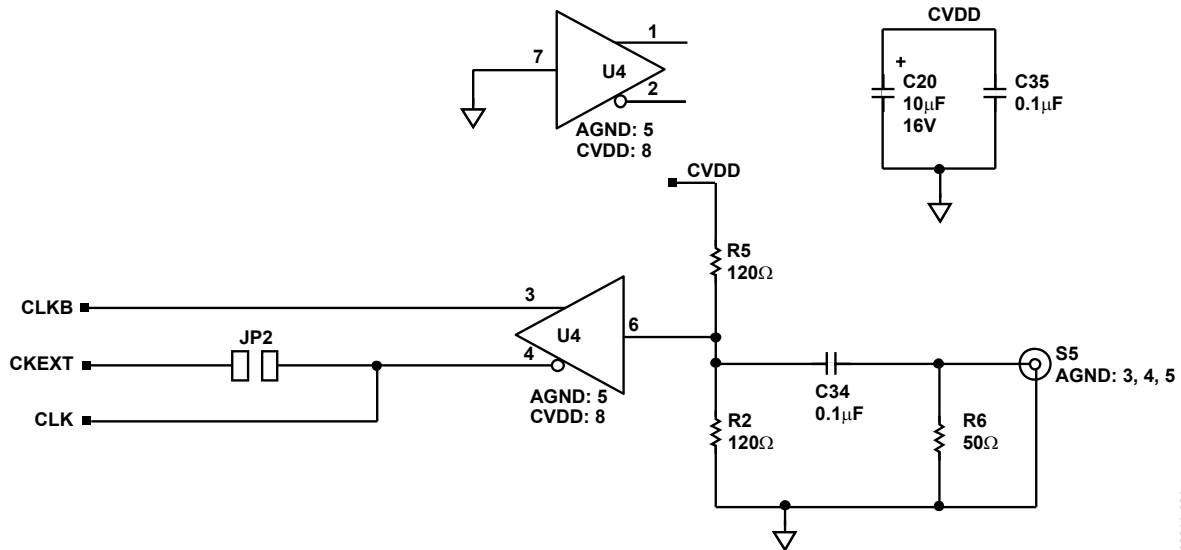 1
7
U4
2
AGND: 5
CVDD: 8
CVDD
+
C20
10µF
16V
C35
0.1µF
CVDD
R5
120Ω
CLKB
3
U4
6
JP2
CKEXT
4
AGND: 5
CVDD: 8
CLK
C34
0.1µF
S5
AGND: 3, 4, 5
R2
120Ω
R6
50Ω